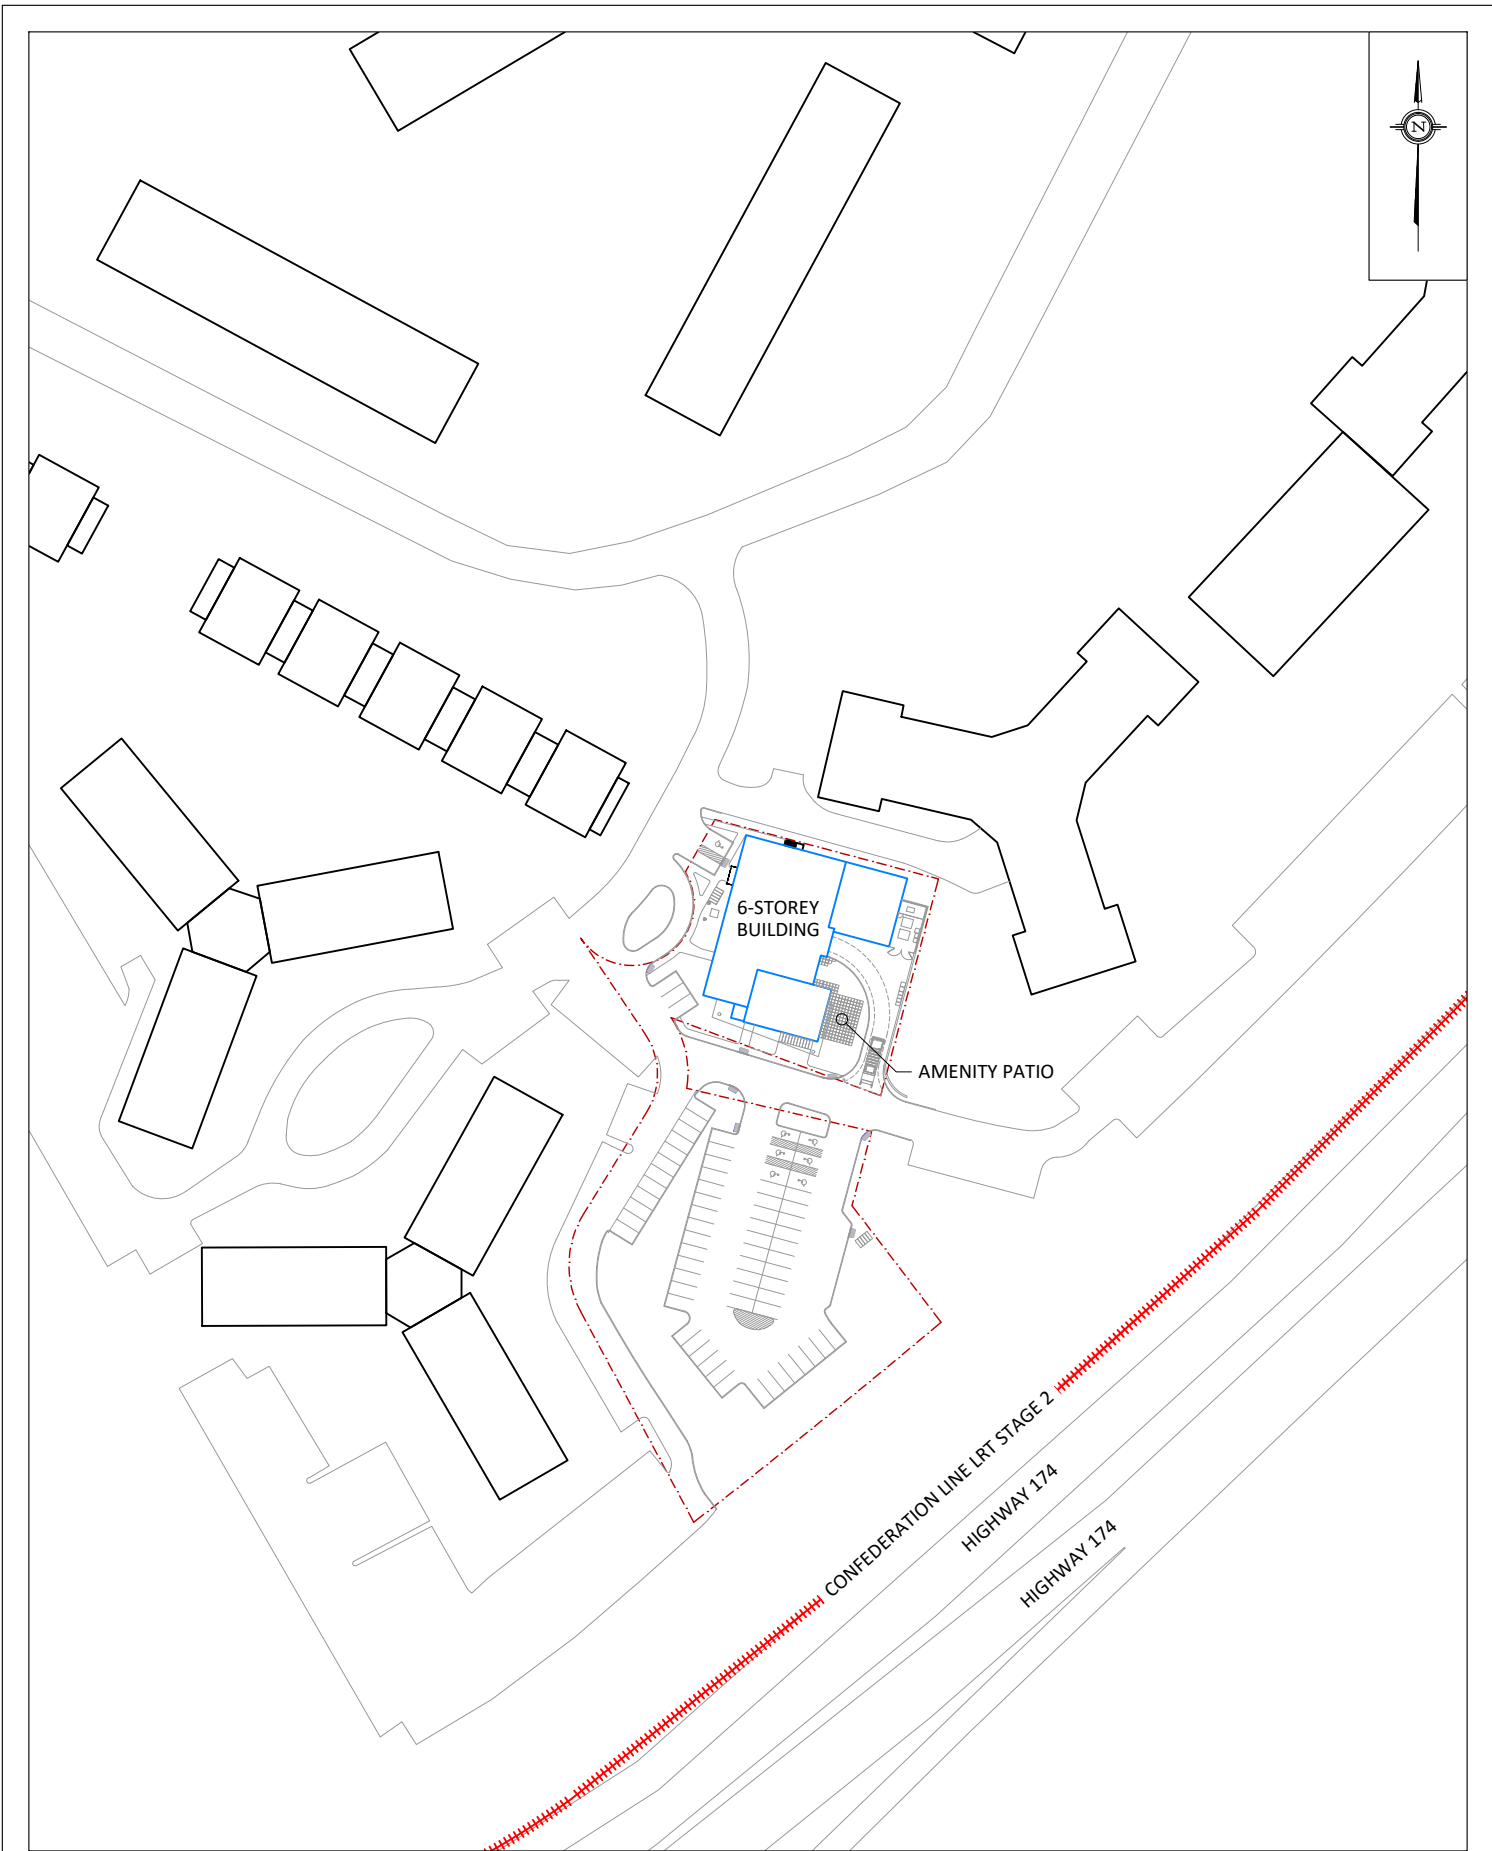 N
6-STOREY
BUILDING
AMENITY PATIO
CONFEDERATION LINE LRT STAGE 2
HIGHWAY 174
HIGHWAY 174